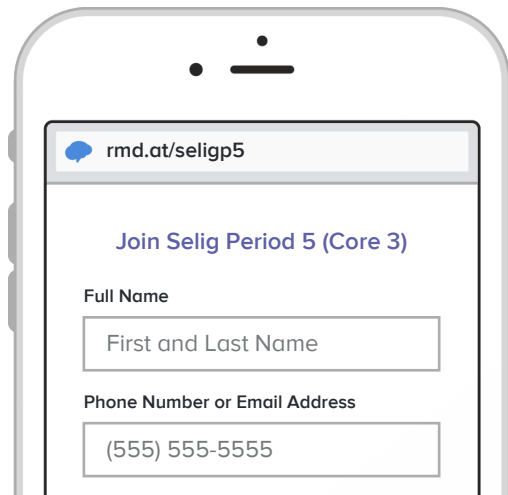 rmd.at/seligp5
Join Selig Period 5 (Core 3)
Full Name
First and Last Name
Phone Number or Email Address
(555) 555-5555